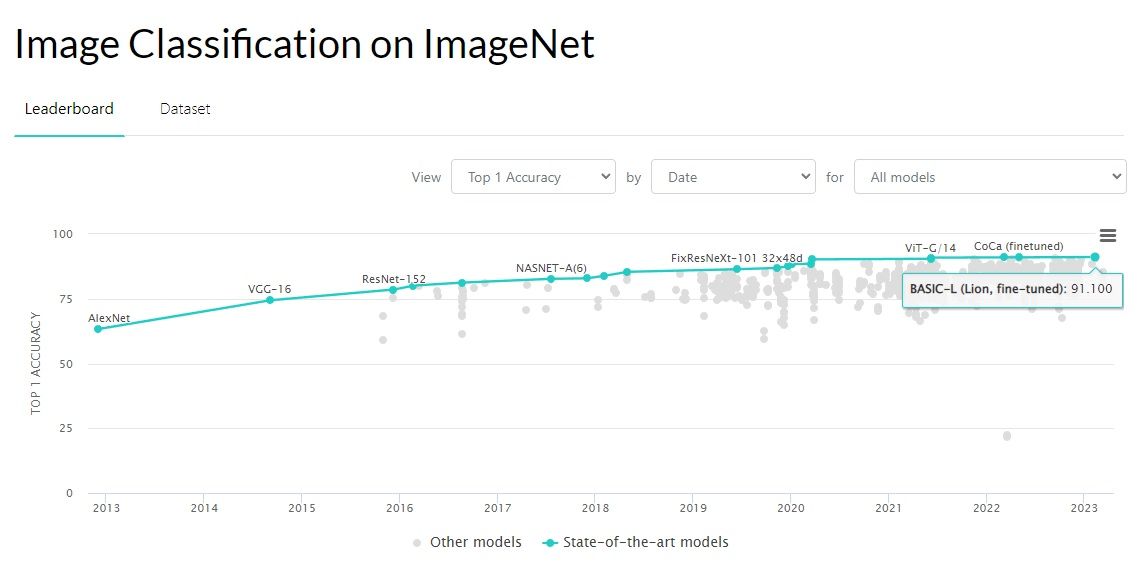 Image Classification on ImageNet
Leaderboard Dataset
View Top 1 Accuracy by Date for All models
TOP 1 ACCURACY
100
75
50
25
0
AlexNet
VGG-16
ResNet-152
NASNET-A(6)
FixResNeXt-101 32x48d
ViT-G/14
CoCa (finetuned)
BASIC-L (Lion, fine-tuned): 91.100
2013 2014 2015 2016 2017 2018 2019 2020 2021 2022 2023
Other models State-of-the-art models